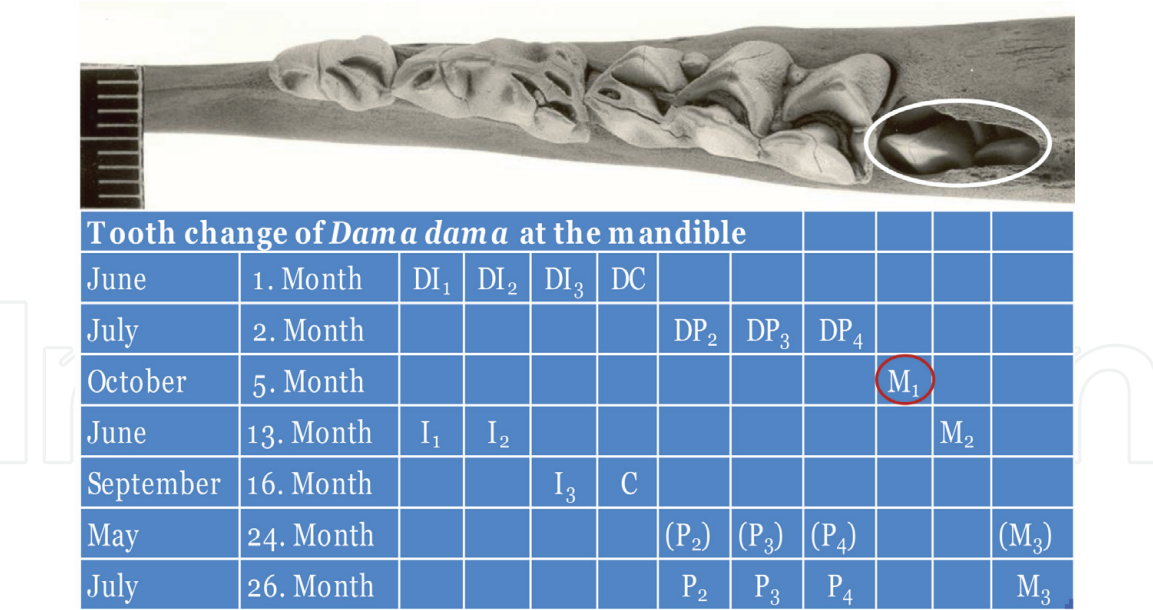 Tooth change of Dama dama at the mandible
June 1. Month DI₁ DI₂ DI₃ DC
July 2. Month DP₂ DP₃ DP₄
October 5. Month M₁
June 13. Month I₁ I₂ M₂
September 16. Month I₃ C
May 24. Month (P₂) (P₃) (P₄) (M₃)
July 26. Month P₂ P₃ P₄ M₃